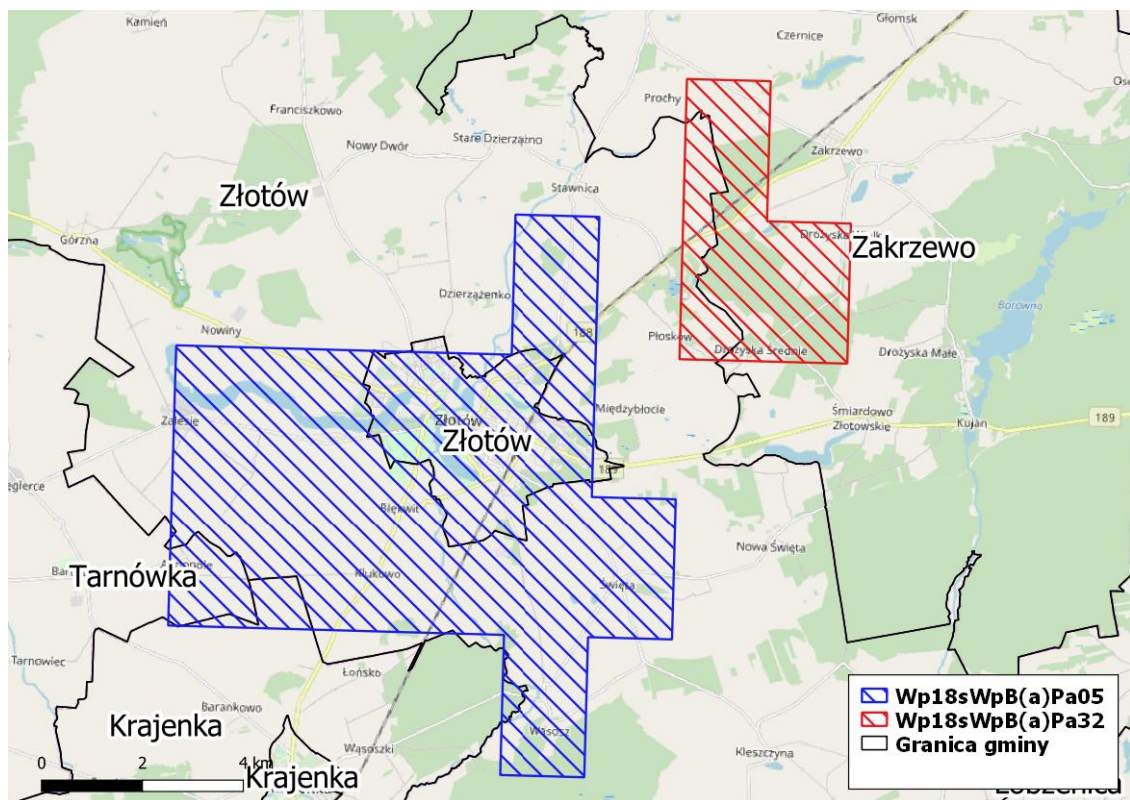 Kamień
Głomsk
Czernice
Franciszkowo
Prochy
Stare Dzierzążno
Nowy Dwór
Zakrzewo
Stawnica
Złotów
Górzna
Zakrzewo
Borówno
Dzierzążenko
Nowiny
188
Płosków
Drożyska Średnie
Drożyska Małe
Międzybłocie
Zalesie
Złotów
Złotów
Śmiardowo
Złotowskie
Kujan
189
189
Blękwit
Nowa Święta
Tarnówka
Klukowo
Święta
Tarnowiec
Łońsko
Barankowo
Krajenka
Wąsosz
Wąsoszki
Kleszczyna
Krajenka
0 2 4 km
Wp18sWpB(a)Pa05
Wp18sWpB(a)Pa32
Granica gminy